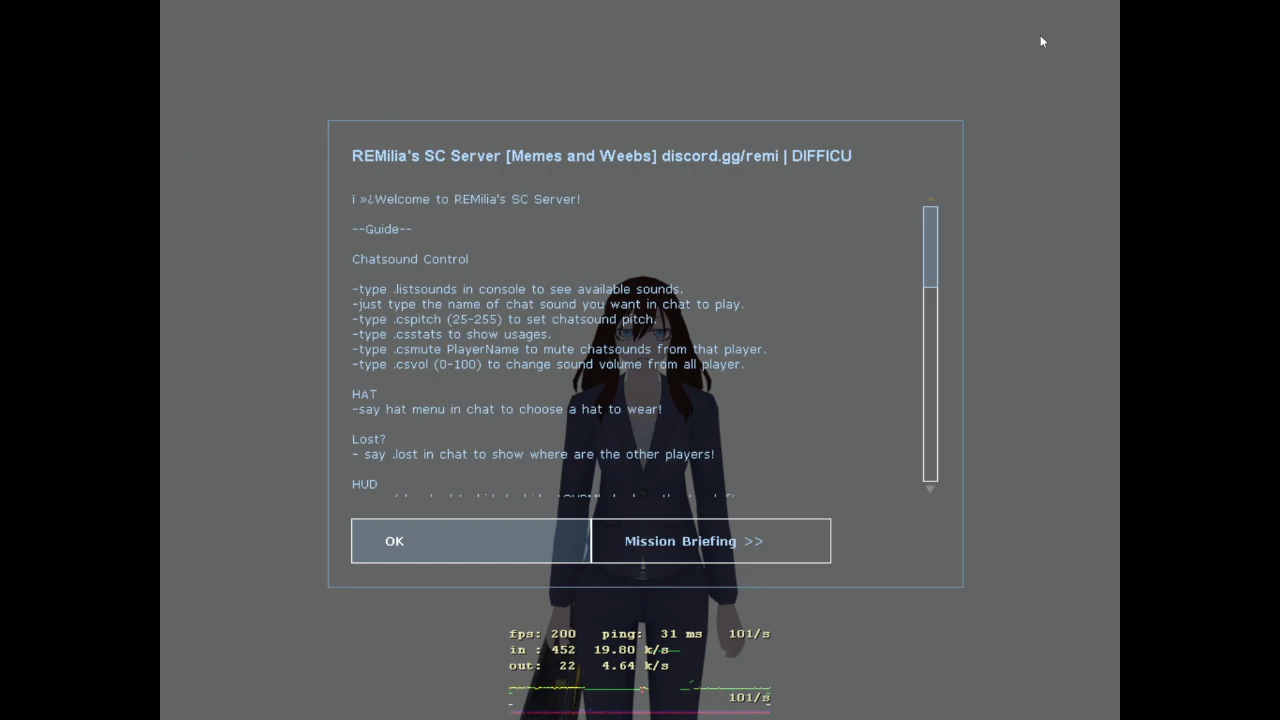 REMilia's SC Server [Memes and Weebs] discord.gg/remi | DIFFICU
ï »¿Welcome to REMilia's SC Server!
--Guide--
Chatsound Control
-type .listsounds in console to see available sounds.
-just type the name of chat sound you want in chat to play.
-type .cspitch (25-255) to set chatsound pitch.
-type .csstats to show usages.
-type .csmute PlayerName to mute chatsounds from that player.
-type .csvol (0-100) to change sound volume from all player.
HAT
-say hat menu in chat to choose a hat to wear!
Lost?
- say .lost in chat to show where are the other players!
HUD
OK
Mission Briefing >>
fps: 200 ping: 31 ms 101/s
in : 452 19.80 k/s
out: 22 4.64 k/s
101/s